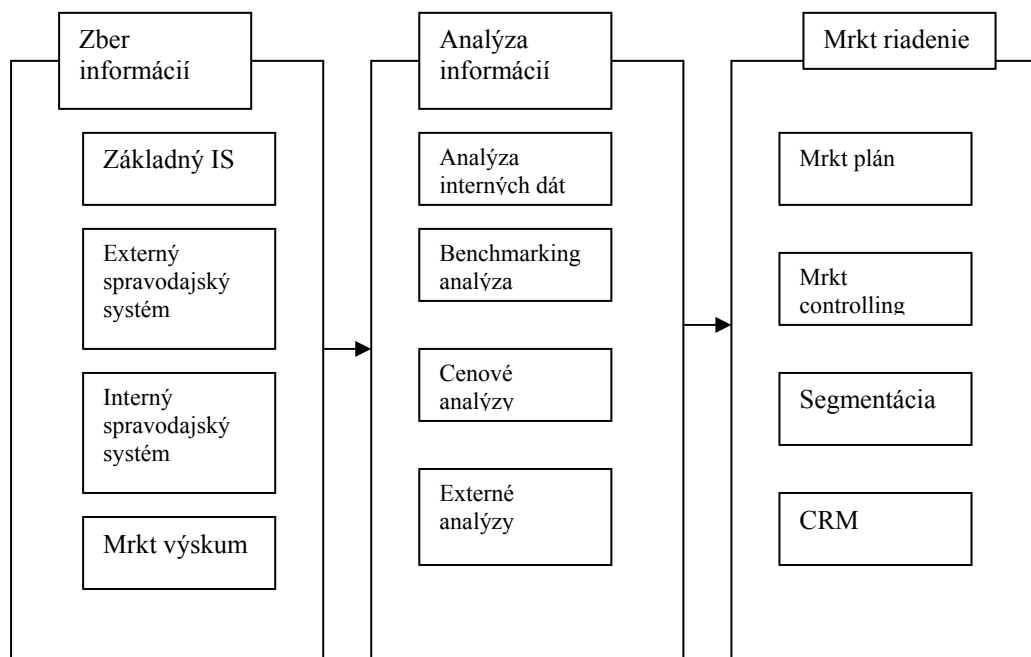 Zber
informácií
Základný IS
Externý
spravodajský
systém
Interný
spravodajský
systém
Mrkt výskum
Analýza
informácií
Analýza
interných dát
Benchmarking
analýza
Cenové
analýzy
Externé
analýzy
Mrkt riadenie
Mrkt plán
Mrkt
controlling
Segmentácia
CRM